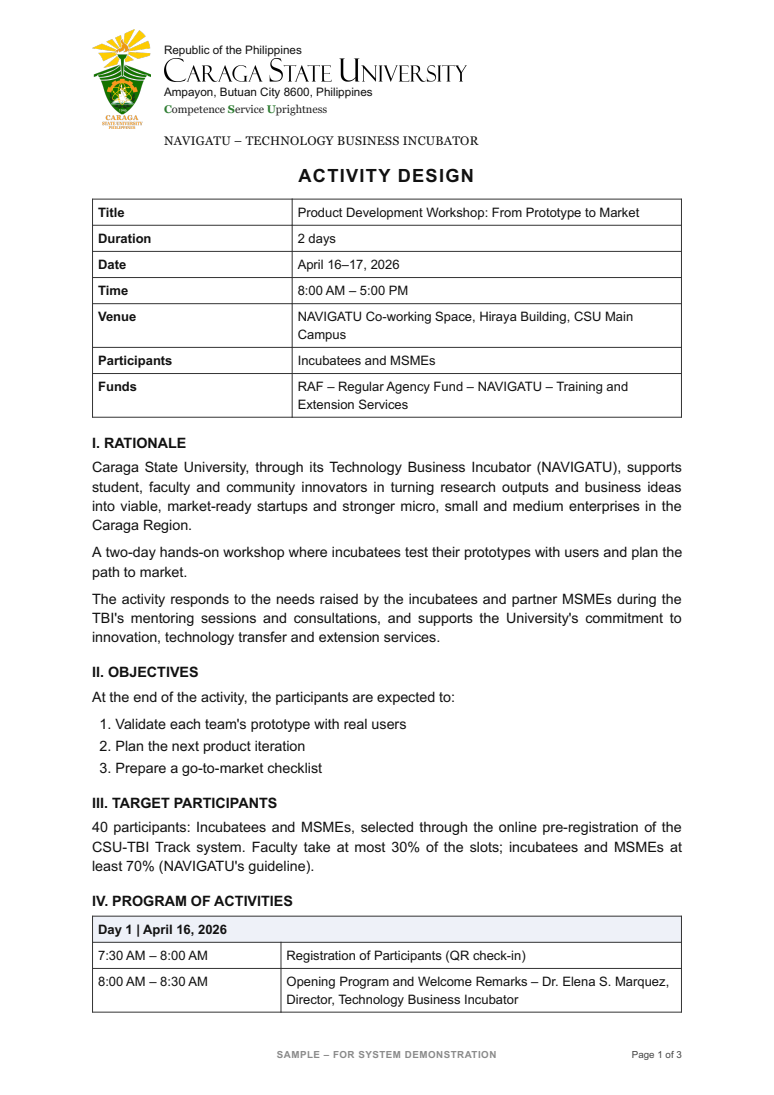 Republic of the Philippines
CARAGA STATE UNIVERSITY
Ampayon, Butuan City 8600, Philippines
Competence Service Uprightness
CARAGA
STATE UNIVERSITY
PHILIPPINES
NAVIGATU – TECHNOLOGY BUSINESS INCUBATOR
ACTIVITY DESIGN
Title Product Development Workshop: From Prototype to Market
Duration 2 days
Date April 16–17, 2026
Time 8:00 AM – 5:00 PM
Venue NAVIGATU Co-working Space, Hiraya Building, CSU Main
Campus
Participants Incubatees and MSMEs
Funds RAF – Regular Agency Fund – NAVIGATU – Training and
Extension Services
I. RATIONALE
Caraga State University, through its Technology Business Incubator (NAVIGATU), supports
student, faculty and community innovators in turning research outputs and business ideas
into viable, market-ready startups and stronger micro, small and medium enterprises in the
Caraga Region.
A two-day hands-on workshop where incubatees test their prototypes with users and plan the
path to market.
The activity responds to the needs raised by the incubatees and partner MSMEs during the
TBI's mentoring sessions and consultations, and supports the University's commitment to
innovation, technology transfer and extension services.
II. OBJECTIVES
At the end of the activity, the participants are expected to:
1. Validate each team's prototype with real users
2. Plan the next product iteration
3. Prepare a go-to-market checklist
III. TARGET PARTICIPANTS
40 participants: Incubatees and MSMEs, selected through the online pre-registration of the
CSU-TBI Track system. Faculty take at most 30% of the slots; incubatees and MSMEs at
least 70% (NAVIGATU's guideline).
IV. PROGRAM OF ACTIVITIES
Day 1 | April 16, 2026
7:30 AM – 8:00 AM Registration of Participants (QR check-in)
8:00 AM – 8:30 AM Opening Program and Welcome Remarks – Dr. Elena S. Marquez,
Director, Technology Business Incubator
SAMPLE – FOR SYSTEM DEMONSTRATION Page 1 of 3